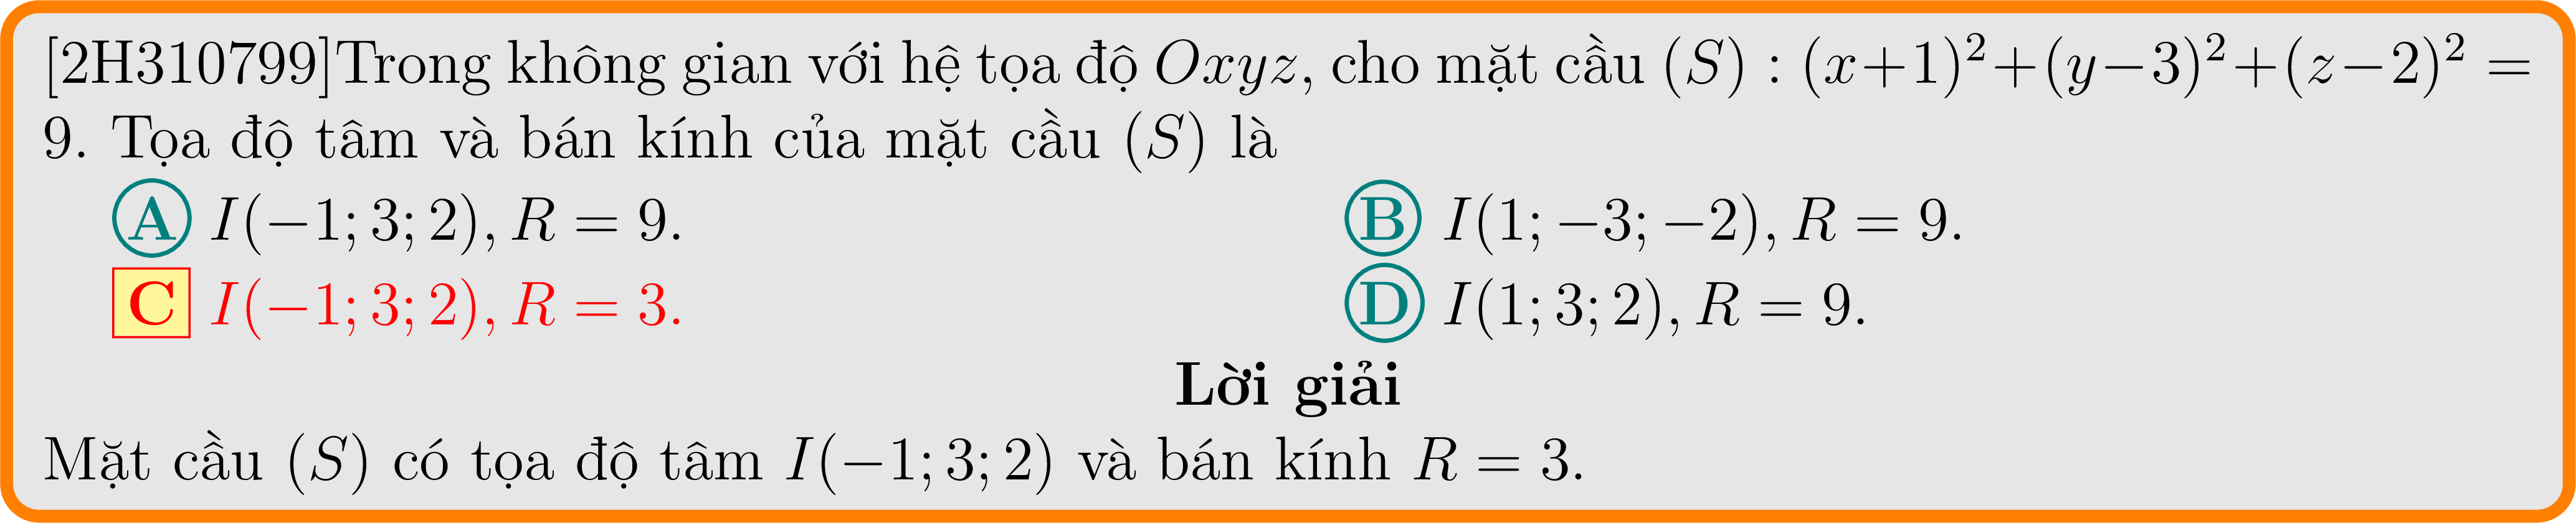 [2H310799]Trong không gian với hệ tọa độ Oxyz, cho mặt cầu (S) : (x+1)²+(y−3)²+(z−2)² =
9. Tọa độ tâm và bán kính của mặt cầu (S) là
A I(−1; 3; 2), R = 9. B I(1; −3; −2), R = 9.
C I(−1; 3; 2), R = 3. D I(1; 3; 2), R = 9.
Lời giải
Mặt cầu (S) có tọa độ tâm I(−1; 3; 2) và bán kính R = 3.